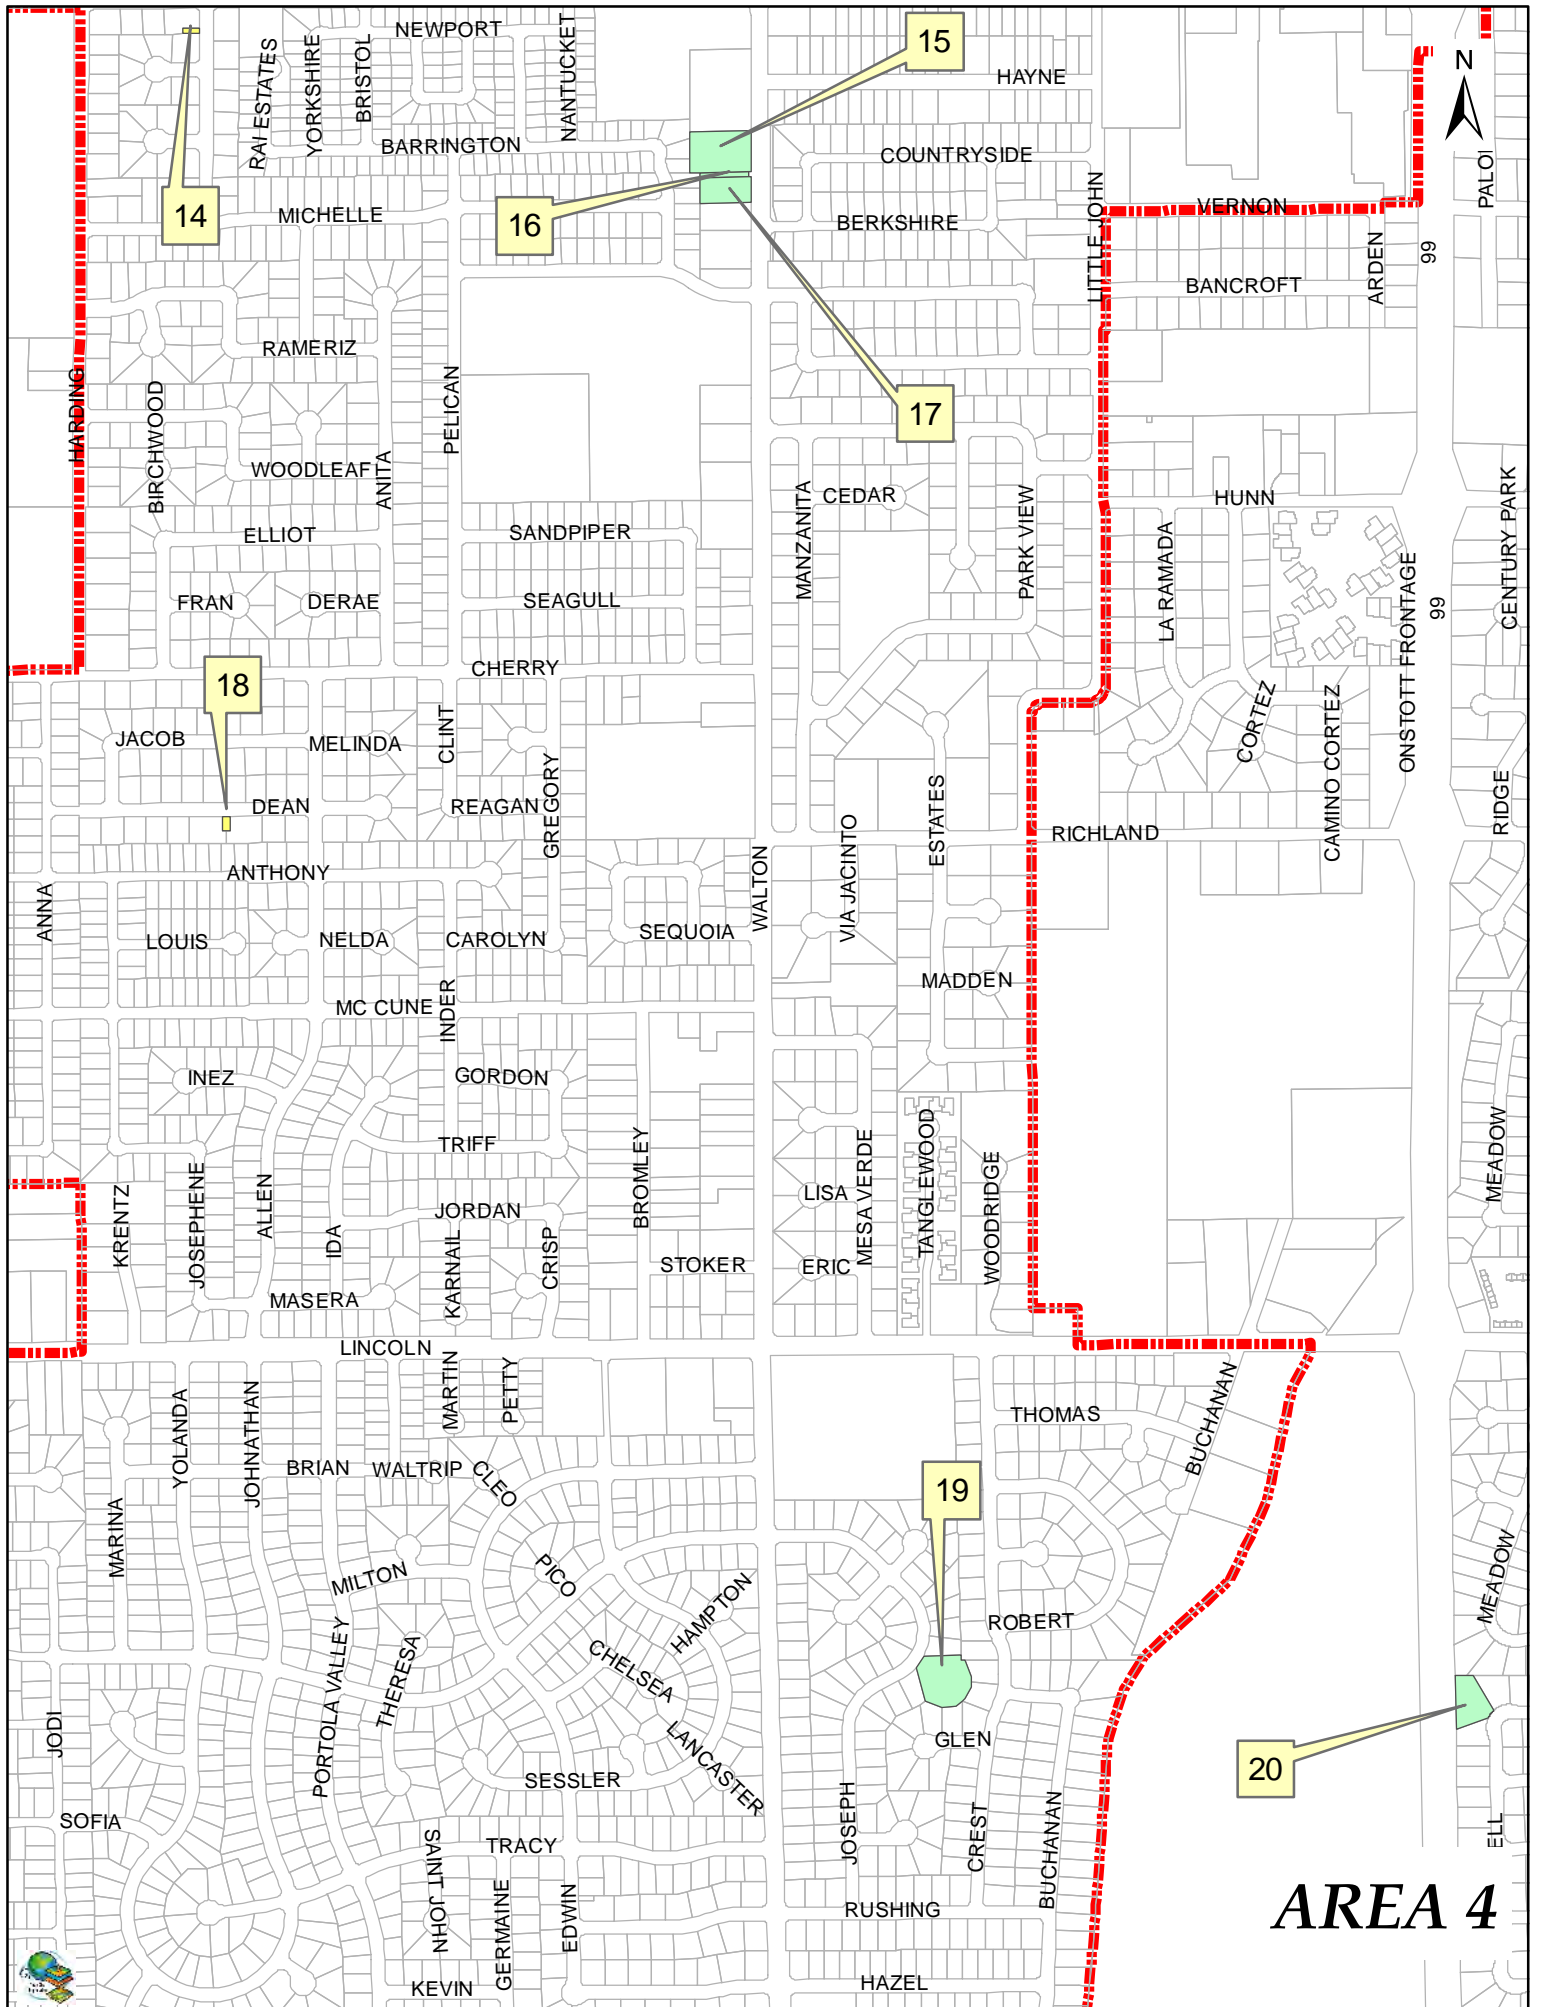 NEWPORT
15
N
HAYNE
RAI ESTATES
YORKSHIRE
BRISTOL
NANTUCKET
BARRINGTON
COUNTRYSIDE
PALOI
14
MICHELLE
16
BERKSHIRE
LITTLE JOHN
VERNON
ARDEN
99
BANCROFT
RAMERIZ
HARDING
BIRCHWOOD
PELICAN
17
WOODLEAF
ANITA
MANZANITA
CEDAR
PARK VIEW
HUNN
CENTURY PARK
ELLIOT
SANDPIPER
LA RAMADA
ONSTOTT FRONTAGE
99
FRAN
DERAE
SEAGULL
CHERRY
18
JACOB
MELINDA
CLINT
CORTEZ
CAMINO CORTEZ
DEAN
REAGAN
GREGORY
ESTATES
RICHLAND
RIDGE
ANTHONY
WALTON
VIA JACINTO
ANNA
LOUIS
NELDA
CAROLYN
SEQUOIA
MC CUNE
INDER
MADDEN
INEZ
GORDON
TRIFF
BROMLEY
MESA VERDE
TANGLEWOOD
WOODRIDGE
MEADOW
KRENTZ
JOSEPHENE
ALLEN
IDA
JORDAN
LISA
KARNAIL
CRISP
STOKER
ERIC
MASERA
LINCOLN
MARTIN
PETTY
YOLANDA
JOHNATHAN
THOMAS
BUCHANAN
BRIAN
WALTRIP
CLEO
19
MARINA
MILTON
PICO
HAMPTON
MEADOW
ROBERT
PORTOLA VALLEY
THERESA
CHELSEA
JODI
LANCASTER
GLEN
20
SESSLER
SOFIA
JOSEPH
CREST
BUCHANAN
ELL
TRACY
SAINT JOHN
GERMAINE
EDWIN
RUSHING
AREA 4
KEVIN
HAZEL